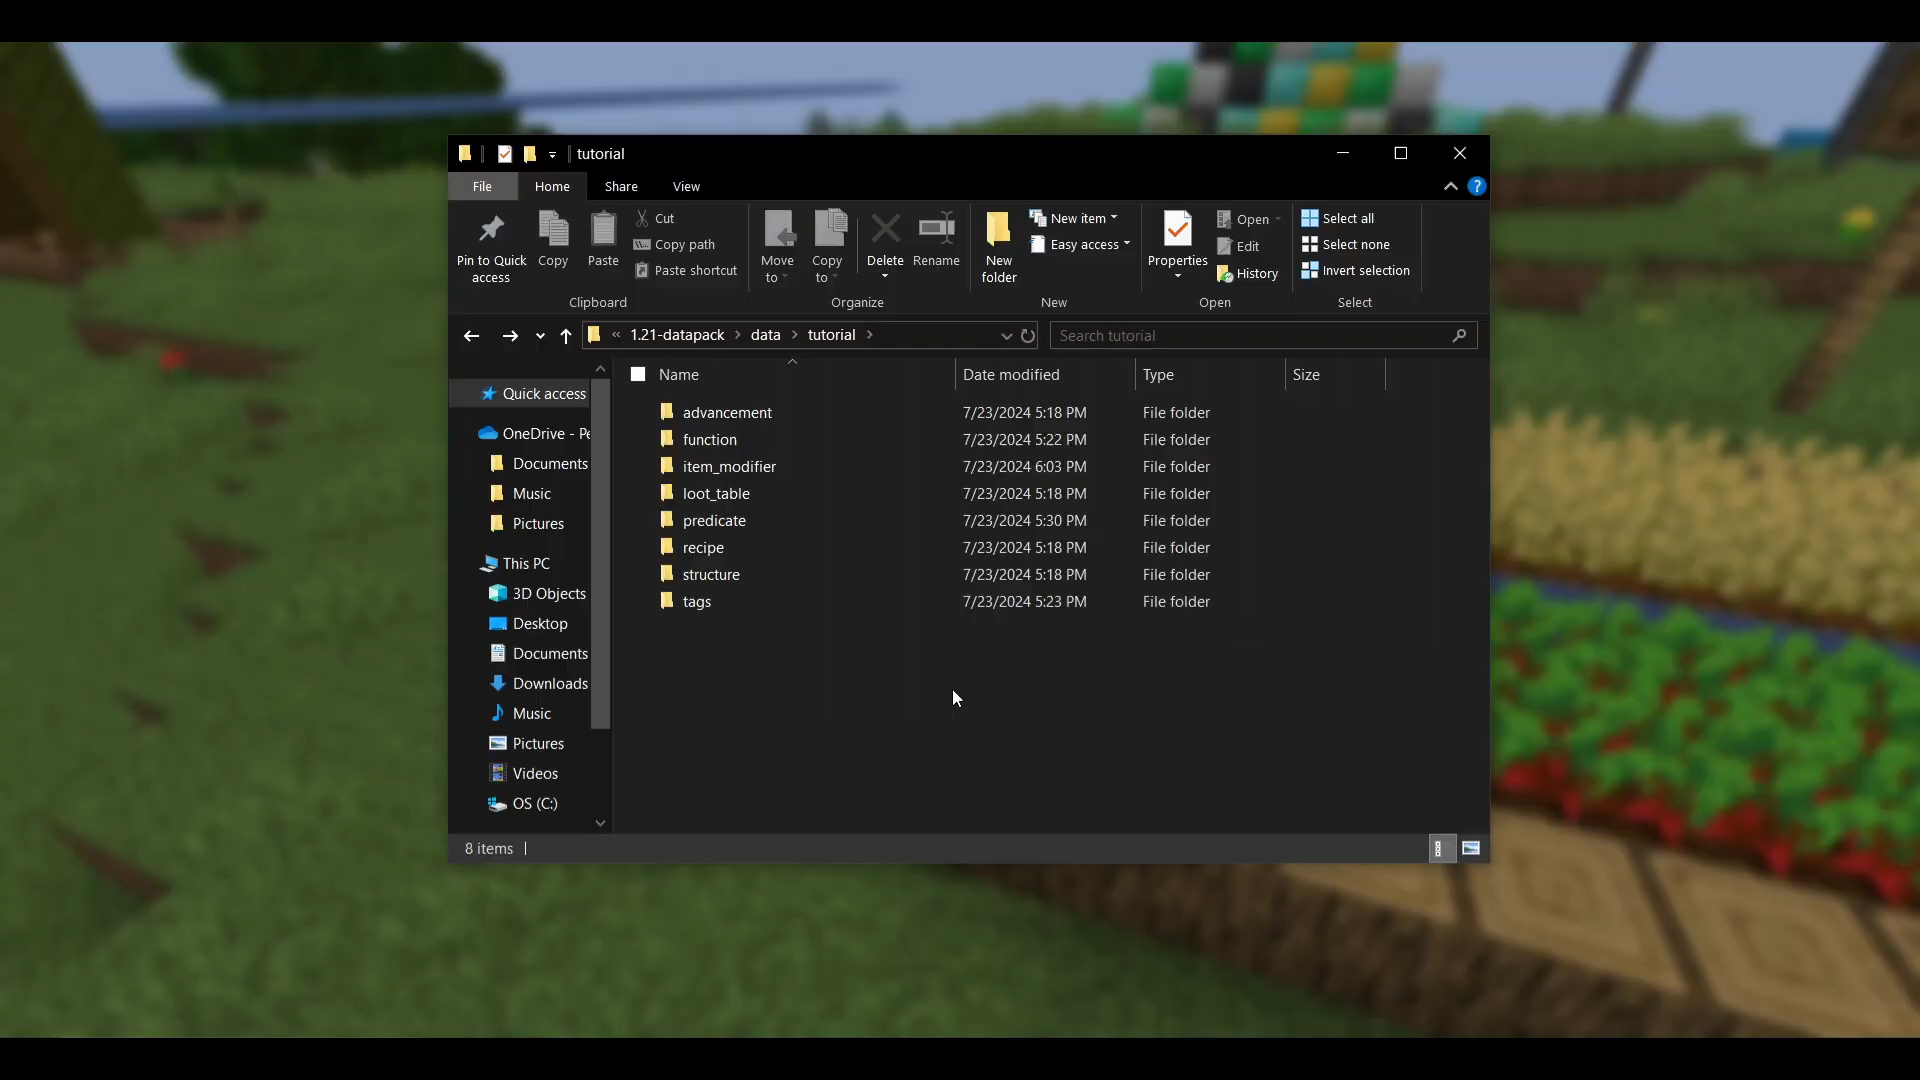 tutorial
File Home Share View
Pin to Quick access
Copy
Paste
Cut
Copy path
Paste shortcut
Clipboard
Move to
Copy to
Delete
Rename
Organize
New folder
New item
Easy access
New
Properties
Open
Edit
History
Open
Select all
Select none
Invert selection
Select
« 1.21-datapack > data > tutorial >
Search tutorial
Quick access
OneDrive - Pe
Documents
Music
Pictures
This PC
3D Objects
Desktop
Documents
Downloads
Music
Pictures
Videos
OS (C:)
Name Date modified Type Size
advancement 7/23/2024 5:18 PM File folder
function 7/23/2024 5:22 PM File folder
item_modifier 7/23/2024 6:03 PM File folder
loot_table 7/23/2024 5:18 PM File folder
predicate 7/23/2024 5:30 PM File folder
recipe 7/23/2024 5:18 PM File folder
structure 7/23/2024 5:18 PM File folder
tags 7/23/2024 5:23 PM File folder
8 items